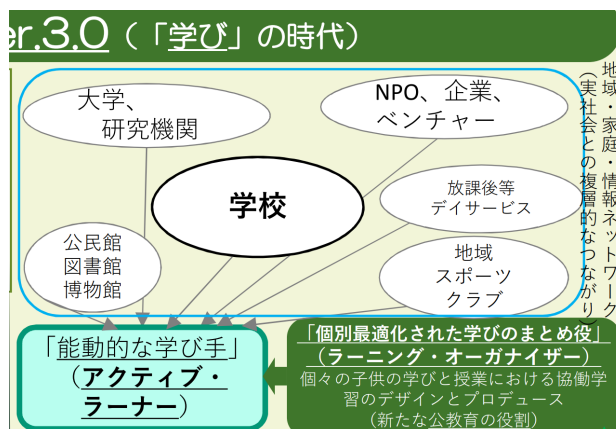 er.3.0（「学び」の時代）
大学、
研究機関
NPO、企業、
ベンチャー
学校
放課後等
デイサービス
公民館
図書館
博物館
地域
スポーツ
クラブ
地域・家庭・情報ネットワーク
（実社会との複層的なつながり）
「能動的な学び手」
（アクティブ・
ラーナー）
「個別最適化された学びのまとめ役」
（ラーニング・オーガナイザー）
個々の子供の学びと授業における協働学
習のデザインとプロデュース
（新たな公教育の役割）